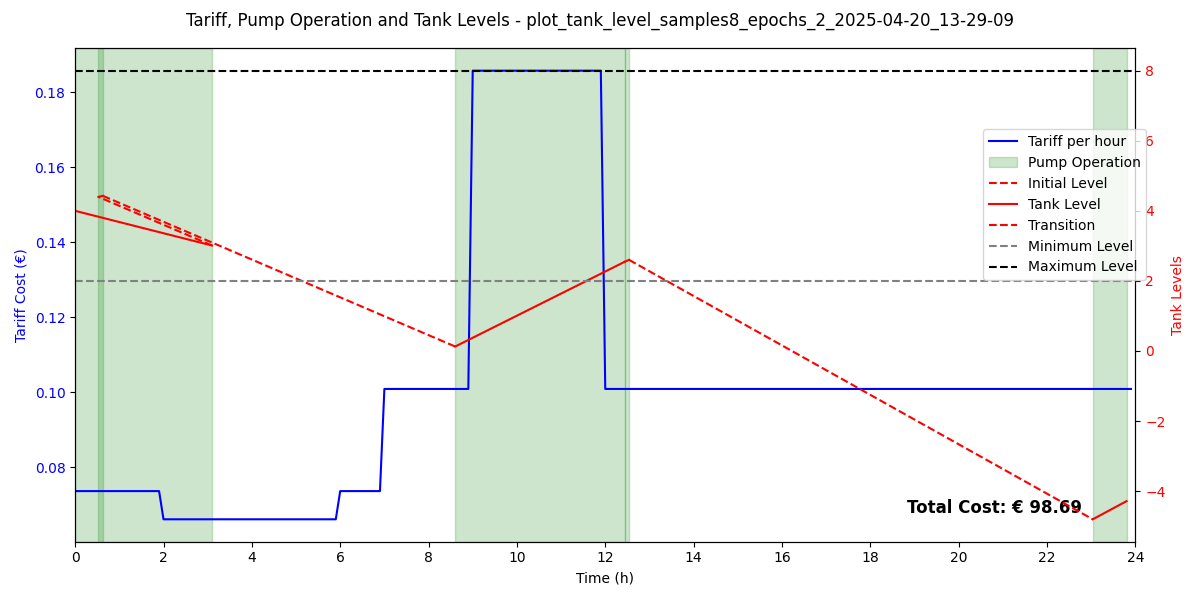 Tariff, Pump Operation and Tank Levels - plot_tank_level_samples8_epochs_2_2025-04-20_13-29-09
Tariff Cost (€)
0.18
0.16
0.14
0.12
0.10
0.08
8
6
4
2
0
−2
−4
Tank Levels
Tariff per hour
Pump Operation
Initial Level
Tank Level
Transition
Minimum Level
Maximum Level
Total Cost: € 98.69
0 2 4 6 8 10 12 14 16 18 20 22 24
Time (h)